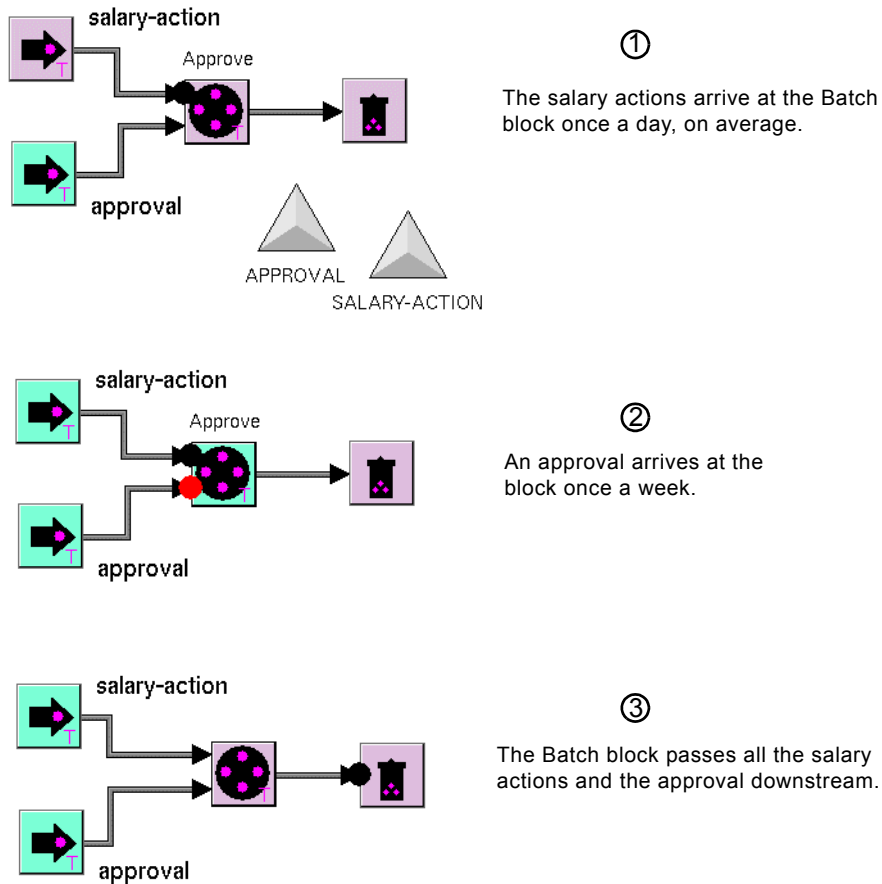 salary-action
Approve
①
The salary actions arrive at the Batch
block once a day, on average.
T
T
T
approval
APPROVAL
SALARY-ACTION
salary-action
②
Approve
An approval arrives at the
block once a week.
T
T
T
approval
salary-action
③
The Batch block passes all the salary
actions and the approval downstream.
T
T
T
approval